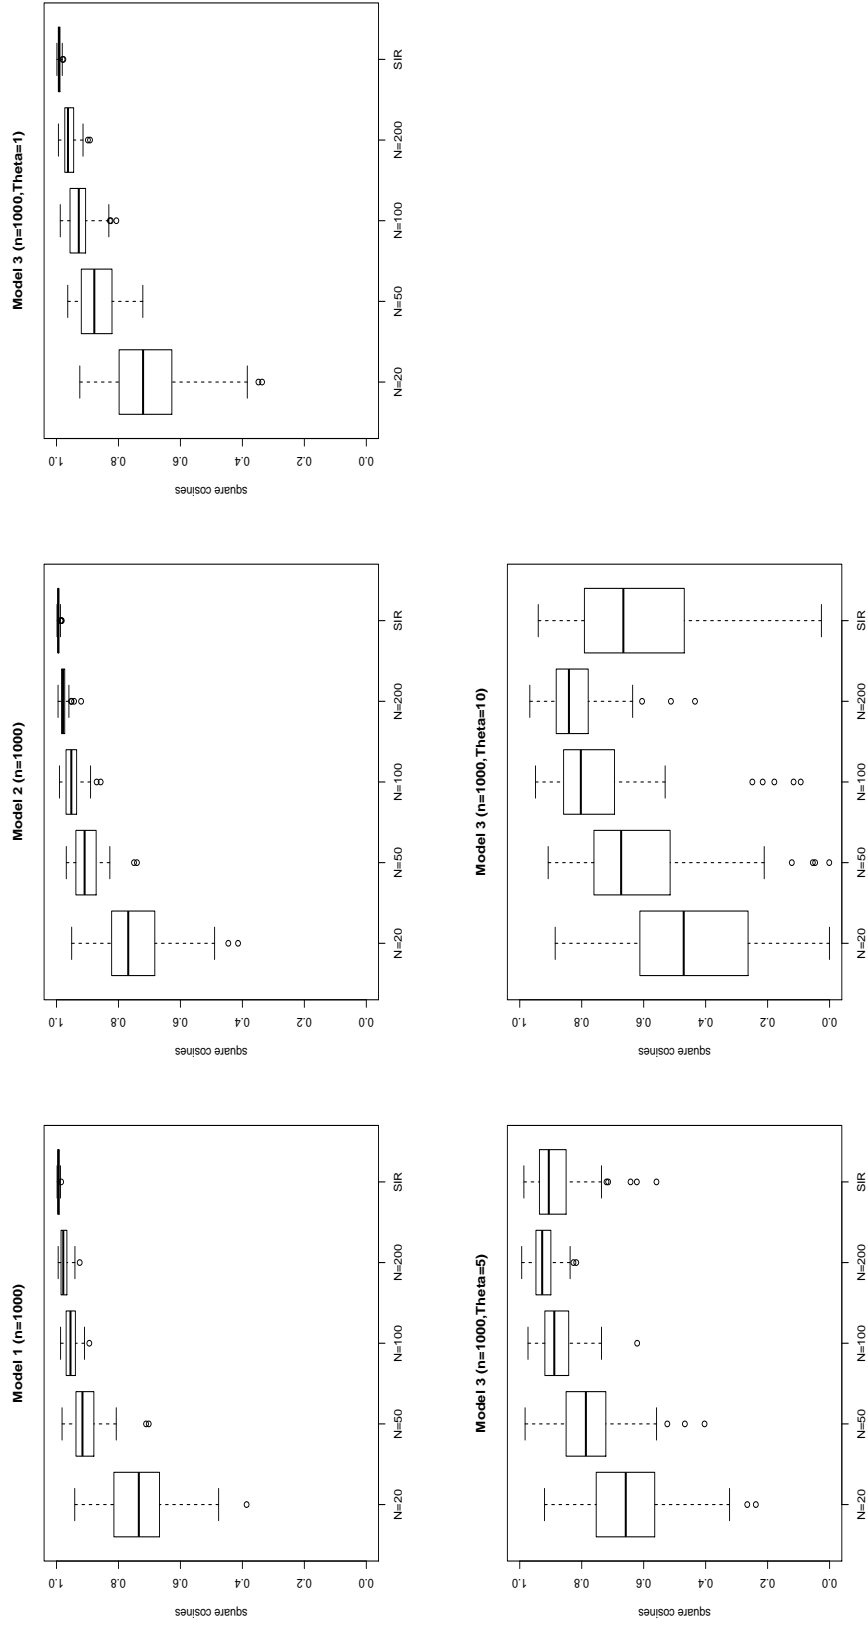 Model 1 (n=1000)
square cosines
1.0
0.8
0.6
0.4
0.2
0.0
N=20 N=50 N=100 N=200 SIR
Model 2 (n=1000)
square cosines
1.0
0.8
0.6
0.4
0.2
0.0
N=20 N=50 N=100 N=200 SIR
Model 3 (n=1000,Theta=1)
square cosines
1.0
0.8
0.6
0.4
0.2
0.0
N=20 N=50 N=100 N=200 SIR
Model 3 (n=1000,Theta=5)
square cosines
1.0
0.8
0.6
0.4
0.2
0.0
N=20 N=50 N=100 N=200 SIR
Model 3 (n=1000,Theta=10)
square cosines
1.0
0.8
0.6
0.4
0.2
0.0
N=20 N=50 N=100 N=200 SIR